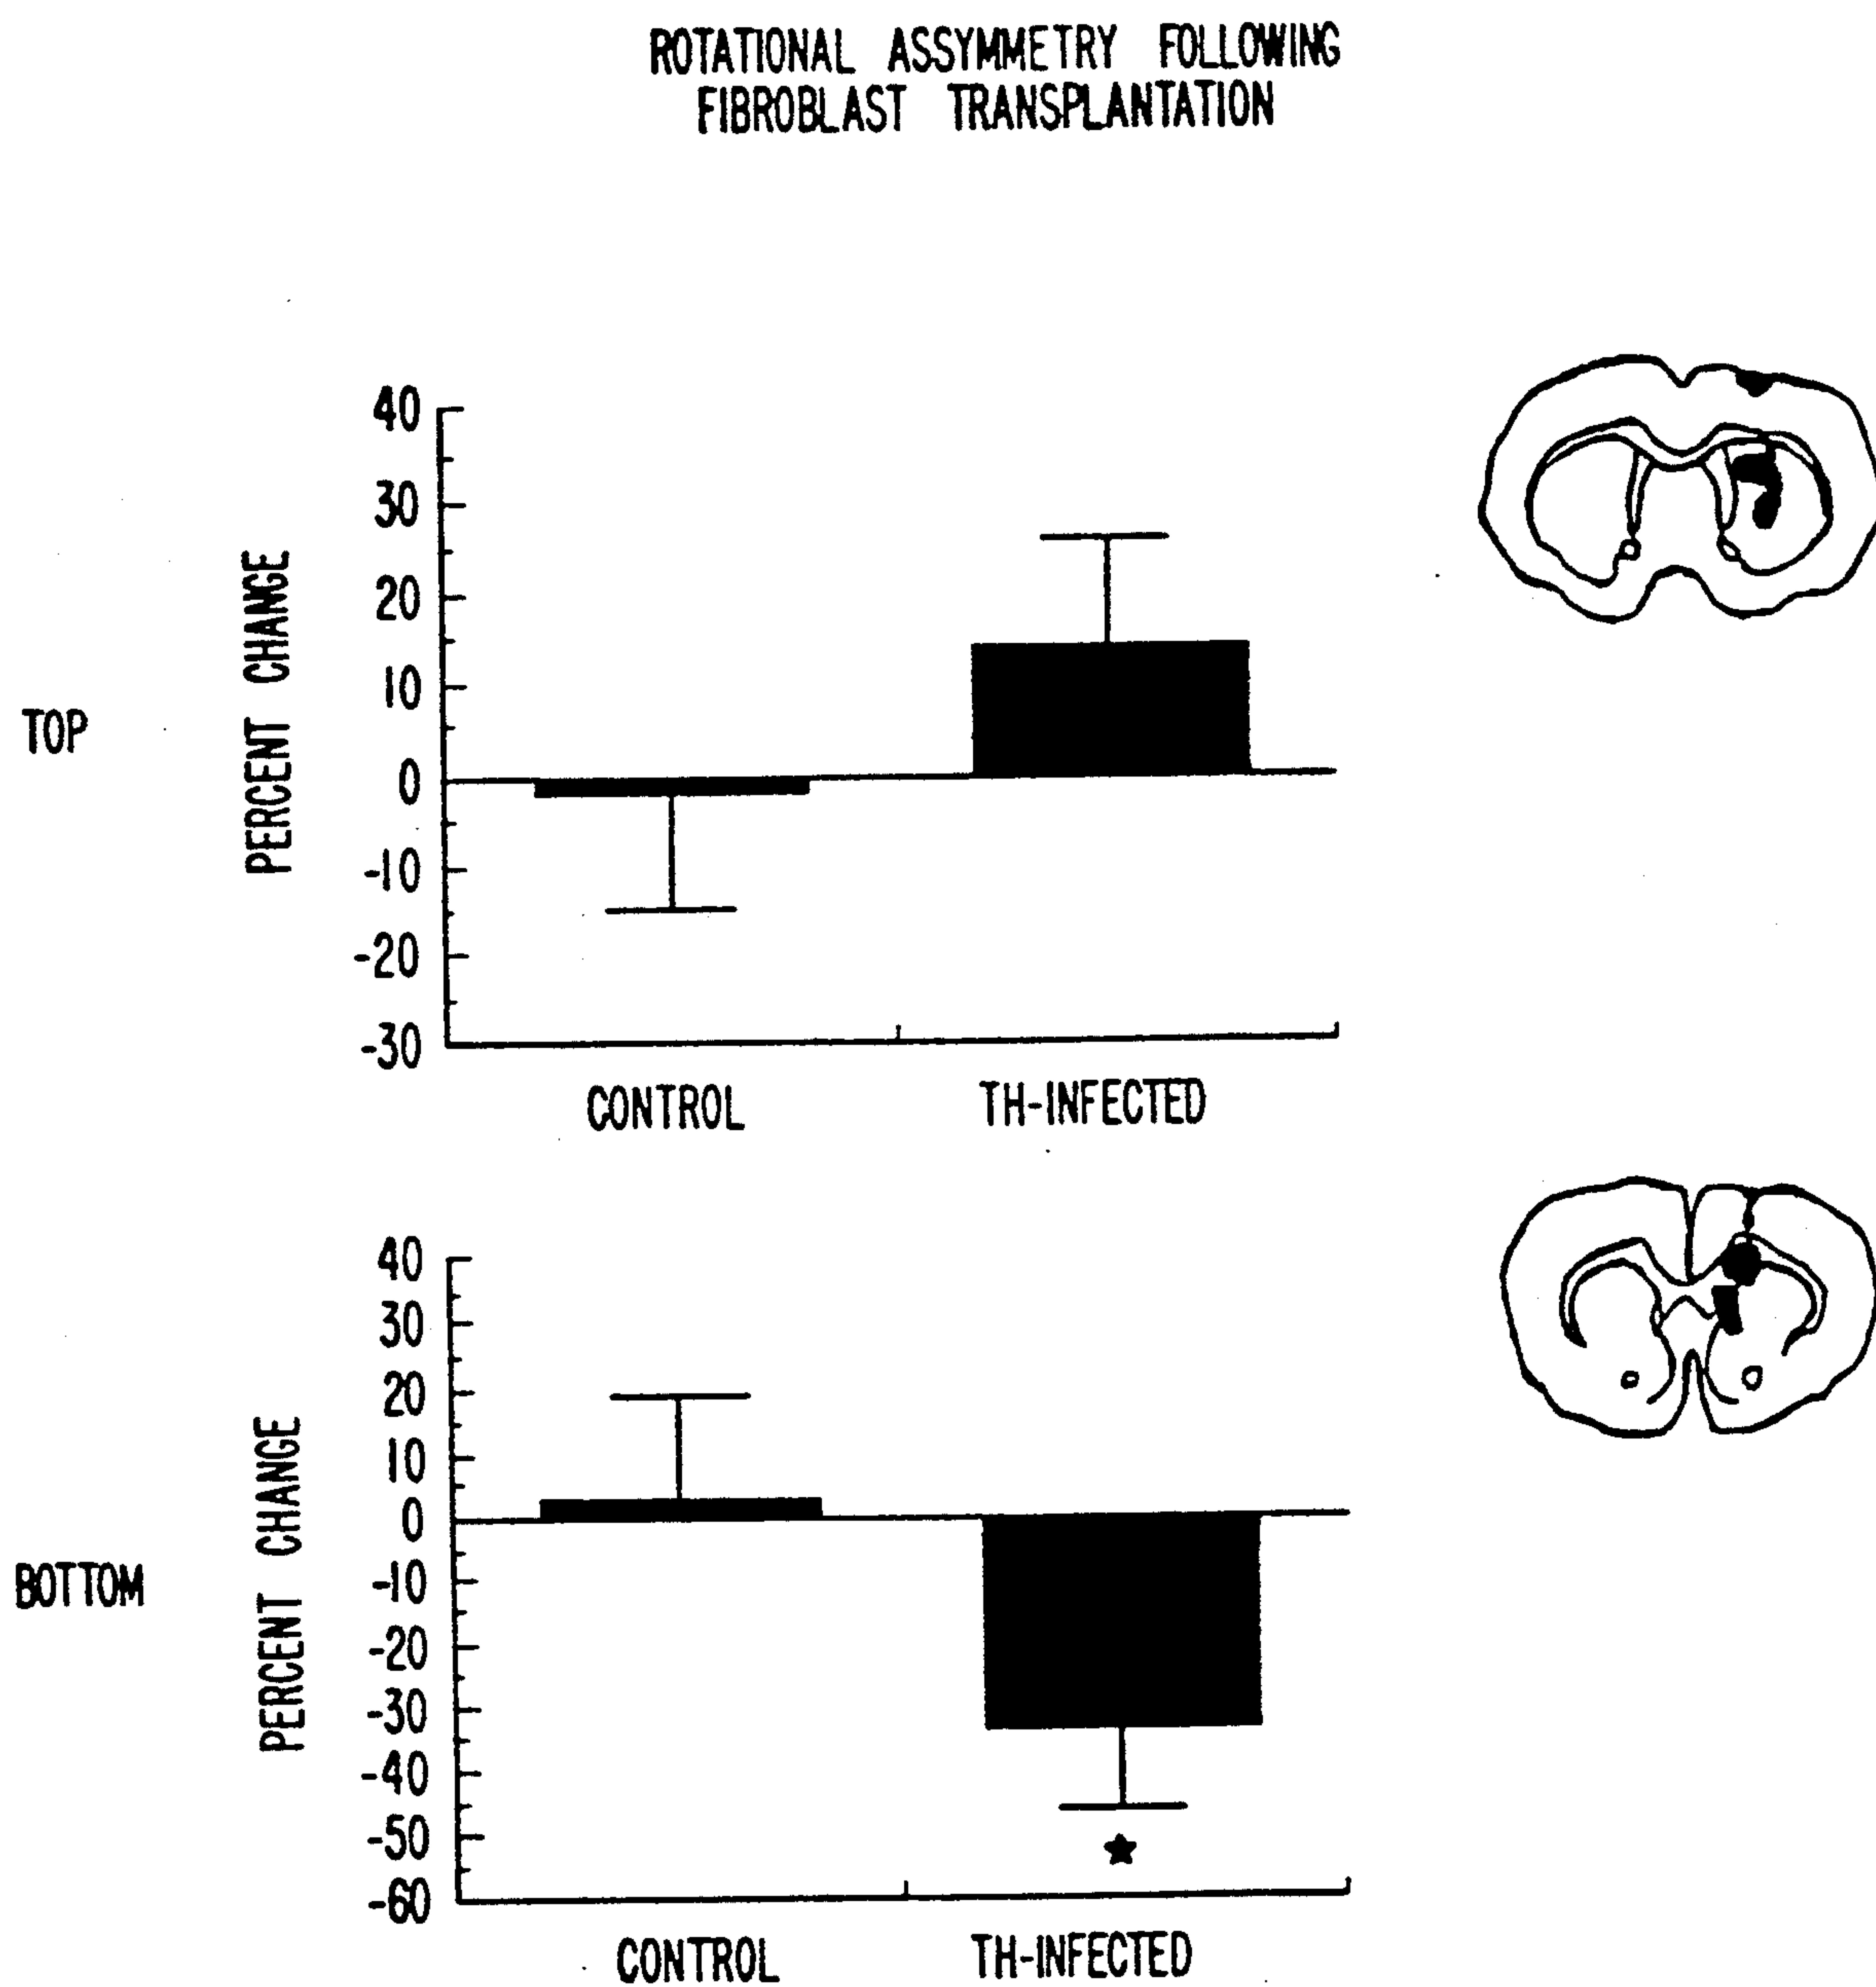 ROTATIONAL ASSYMMETRY FOLLOWING
FIBROBLAST TRANSPLANTATION
TOP
PERCENT CHANGE
40
30
20
10
0
-10
-20
-30
CONTROL TH-INFECTED
BOTTOM
PERCENT CHANGE
40
30
20
10
0
-10
-20
-30
-40
-50
-60
CONTROL TH-INFECTED